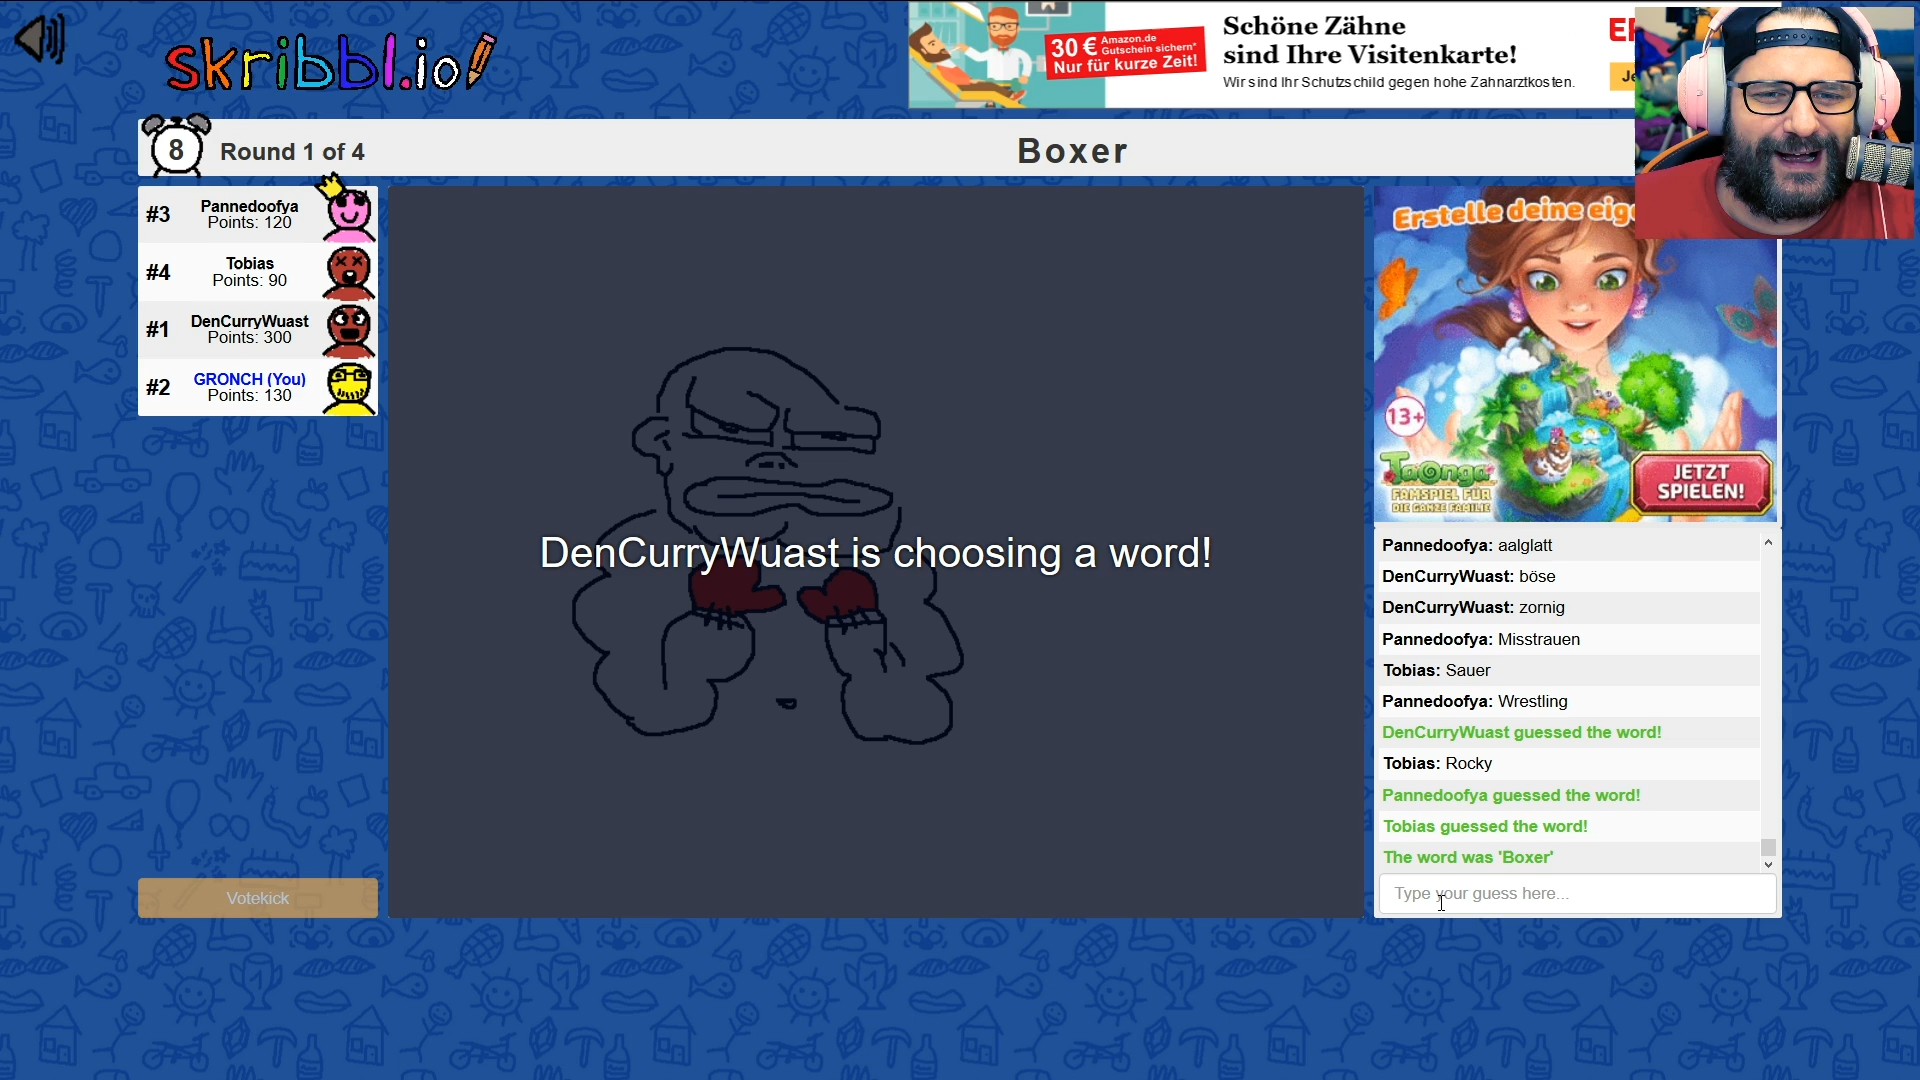 skribbl.io
30 €
Amazon.de
Gutschein sichern*
Nur für kurze Zeit!
Schöne Zähne
sind Ihre Visitenkarte!
Wir sind Ihr Schutzschild gegen hohe Zahnarztkosten.
8
Round 1 of 4
Boxer
#3
Pannedoofya
Points: 120
#4
Tobias
Points: 90
#1
DenCurryWuast
Points: 300
#2
GRONCH (You)
Points: 130
DenCurryWuast is choosing a word!
Votekick
Erstelle deine eig
13+
Taonga
FAMSPIEL FÜR
DIE GANZE FAMILIE
JETZT
SPIELEN!
Pannedoofya: aalglatt
DenCurryWuast: böse
DenCurryWuast: zornig
Pannedoofya: Misstrauen
Tobias: Sauer
Pannedoofya: Wrestling
DenCurryWuast guessed the word!
Tobias: Rocky
Pannedoofya guessed the word!
Tobias guessed the word!
The word was 'Boxer'
Type your guess here...